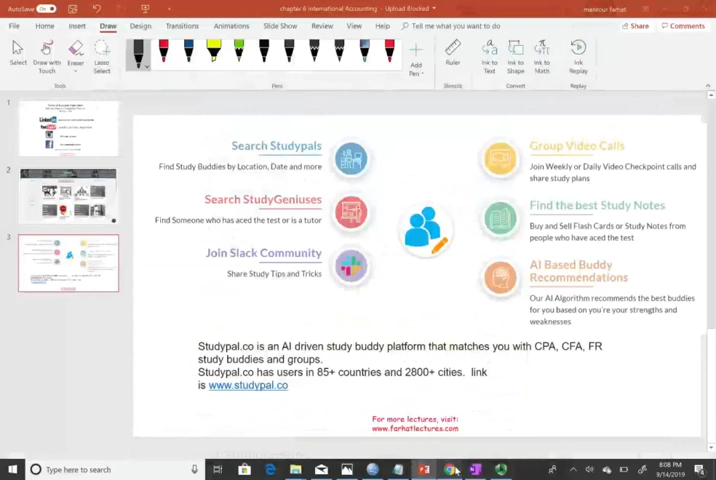 AutoSave On
chapter 6 International Accounting - Upload Blocked
mansour farhat
File Home Insert Draw Design Transitions Animations Slide Show Review View Help Tell me what you want to do
Share Comments
Select Draw with Touch Eraser Lasso Select
Add Pen
Ruler Ink to Text Ink to Shape Ink to Math Ink Replay
Tools Pens Stencils Convert Replay
1
2
3
Search Studypals
Find Study Buddies by Location, Date and more
Search StudyGeniuses
Find Someone who has aced the test or is a tutor
Join Slack Community
Share Study Tips and Tricks
Group Video Calls
Join Weekly or Daily Video Checkpoint calls and
share study plans
Find the best Study Notes
Buy and Sell Flash Cards or Study Notes from
people who have aced the test
AI Based Buddy
Recommendations
Our AI Algorithm recommends the best buddies
for you based on you're your strengths and
weaknesses
Studypal.co is an AI driven study buddy platform that matches you with CPA, CFA, FR
study buddies and groups.
Studypal.co has users in 85+ countries and 2800+ cities. link
is www.studypal.co
For more lectures, visit:
www.farhatlectures.com
Type here to search
8:08 PM
9/14/2019